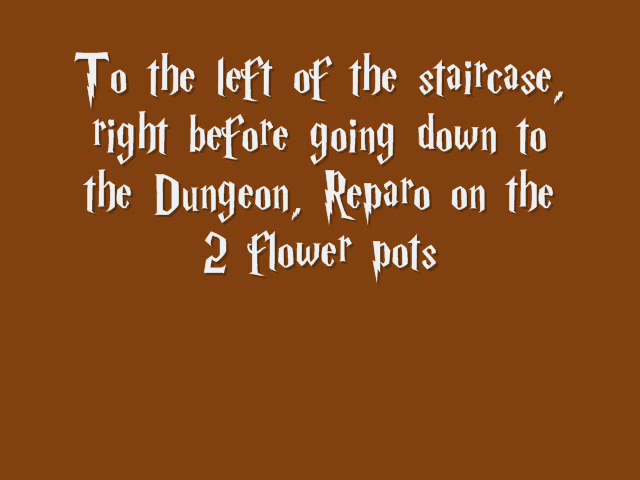 To the left of the staircase,
right before going down to
the Dungeon, Reparo on the
2 flower pots